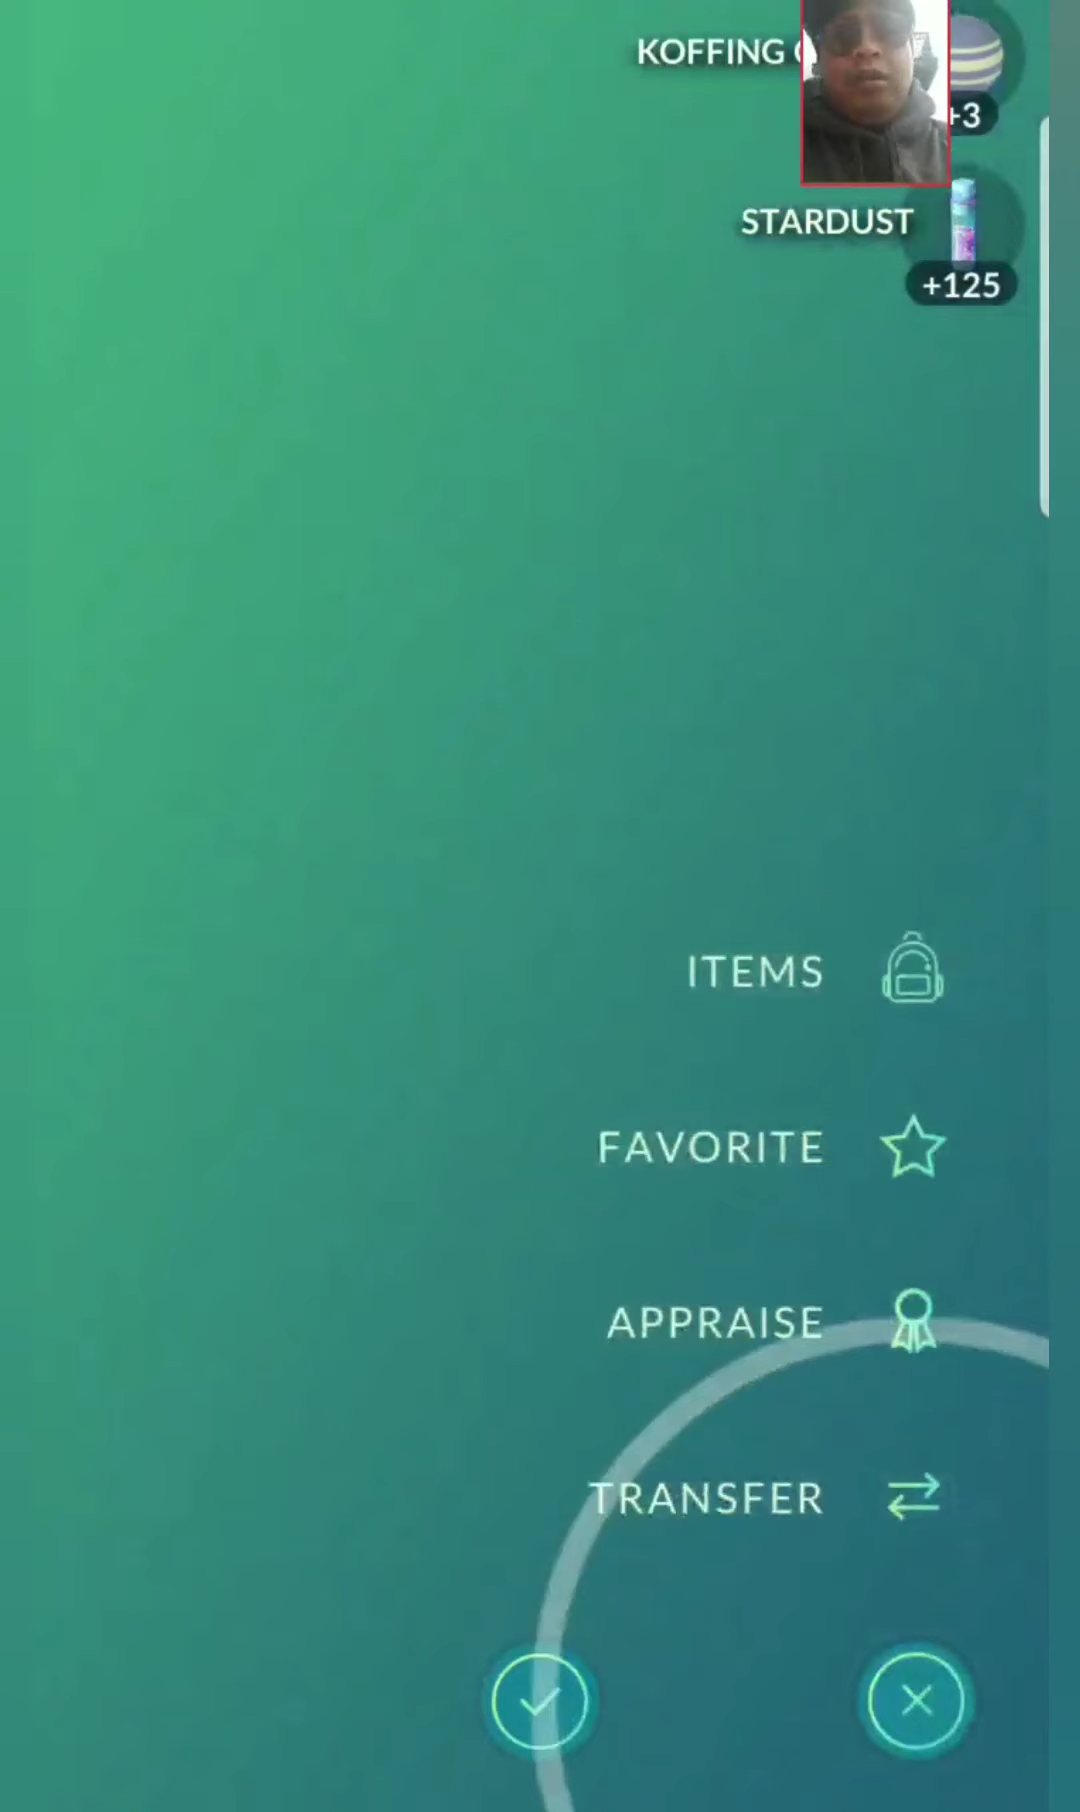 KOFFING
+3
STARDUST
+125
ITEMS
FAVORITE
APPRAISE
TRANSFER